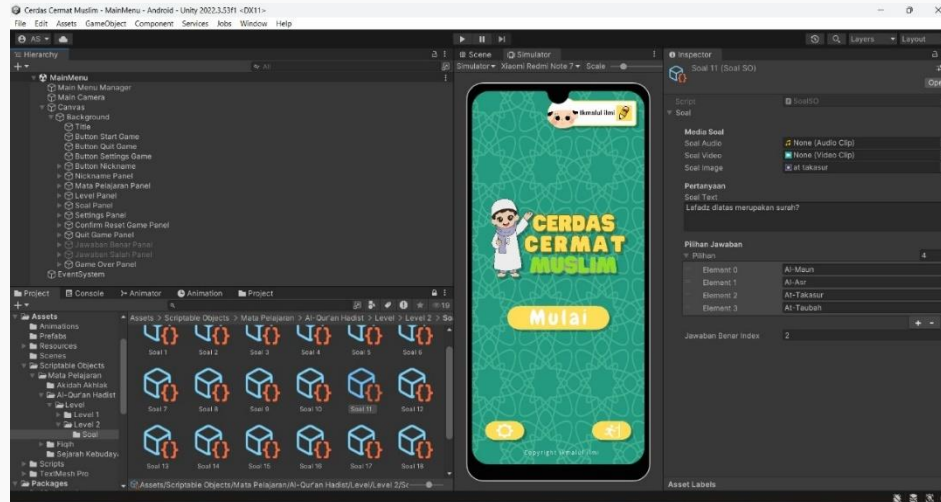 Cerdas Cermat Muslim - MainMenu - Android - Unity 2022.3.53f1 <DX11>
File Edit Assets GameObject Component Services Jobs Window Help
AS
Layers
Layout
Hierarchy
All
MainMenu
Main Menu Manager
Main Camera
Canvas
Background
Title
Button Start Game
Button Quit Game
Button Settings Game
Button Nickname
Nickname Panel
Mata Pelajaran Panel
Level Panel
Soal Panel
Settings Panel
Confirm Reset Game Panel
Quit Game Panel
Jawaban Benar Panel
Jawaban Salah Panel
Game Over Panel
EventSystem
Scene Simulator
Simulator Xiaomi Redmi Note 7 Scale
Ikmalul ilmi
CERDAS
CERMAT
MUSLIM
Mulai
Copyright Ikmalul Ilmi
Inspector
Soal 11 (Soal SO)
Script SoalSO
Soal
Media Soal
Soal Audio None (Audio Clip)
Soal Video None (Video Clip)
Soal Image at takasur
Pertanyaan
Soal Text
Lafadz diatas merupakan surah?
Pilihan Jawaban
Pilihan 4
Element 0 Al-Maun
Element 1 Al-Asr
Element 2 At-Takasur
Element 3 At-Taubah
+ -
Jawaban Benar Index 2
Asset Labels
Project Console Animator Animation Project
19
Assets
Animations
Prefabs
Resources
Scenes
Scriptable Objects
Mata Pelajaran
Akidah Akhlak
Al-Qur'an Hadist
Level
Level 1
Level 2
Soal
Fiqh
Sejarah Kebuday
Scripts
TextMesh Pro
Packages
Assets > Scriptable Objects > Mata Pelajaran > Al-Qur'an Hadist > Level > Level 2 > So
Soal 1 Soal 2 Soal 3 Soal 4 Soal 5 Soal 6
Soal 7 Soal 8 Soal 9 Soal 10 Soal 11 Soal 12
Soal 13 Soal 14 Soal 15 Soal 16 Soal 17 Soal 18
Assets/Scriptable Objects/Mata Pelajaran/Al-Qur'an Hadist/Level/Level 2/Sc